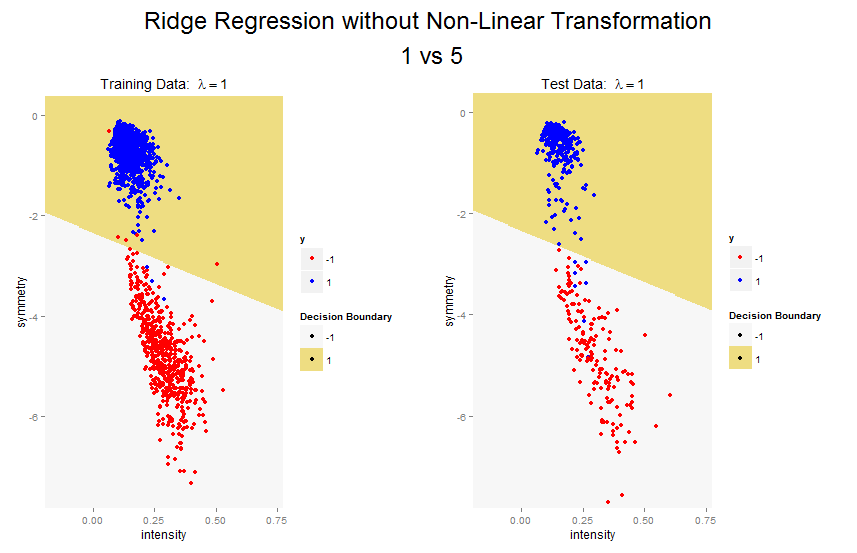 Ridge Regression without Non-Linear Transformation
1 vs 5
Training Data: λ = 1
0
-2
-4
-6
symmetry
0.00 0.25 0.50 0.75
intensity
y
-1
1
Decision Boundary
-1
1
Test Data: λ = 1
0
-2
-4
-6
symmetry
0.00 0.25 0.50 0.75
intensity
y
-1
1
Decision Boundary
-1
1